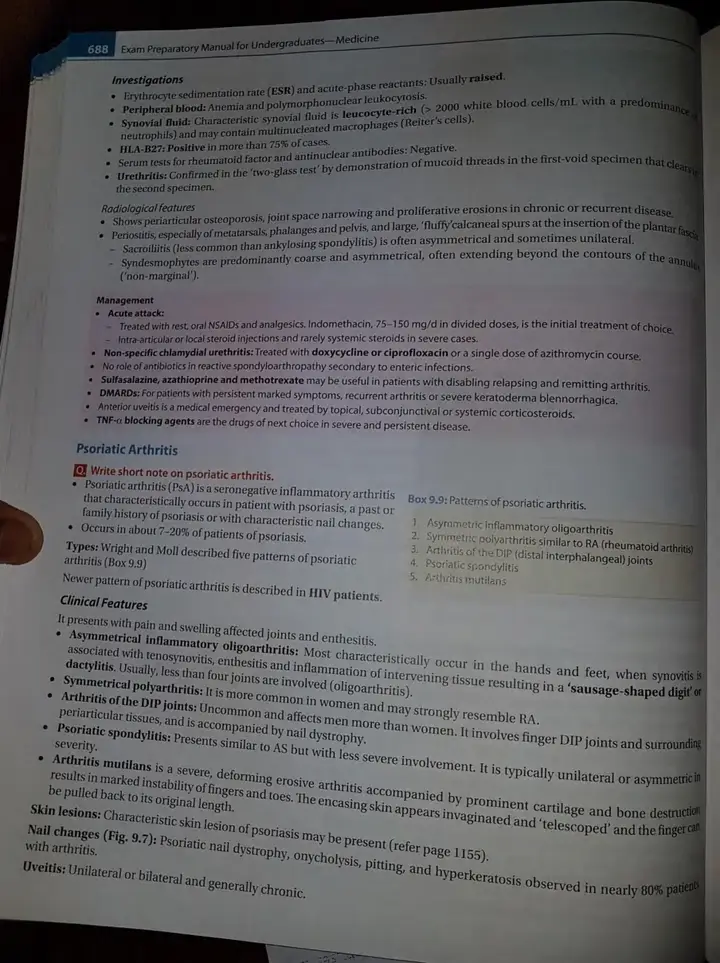 688 Exam Preparatory Manual for Undergraduates—Medicine
Investigations
• Erythrocyte sedimentation rate (ESR) and acute-phase reactants: Usually raised.
• Peripheral blood: Anemia and polymorphonuclear leukocytosis.
• Synovial fluid: Characteristic synovial fluid is leucocyte-rich (> 2000 white blood cells/mL with a predominance
neutrophils) and may contain multinucleated macrophages (Reiter's cells).
• HLA-B27: Positive in more than 75% of cases.
• Serum tests for rheumatoid factor and antinuclear antibodies: Negative.
• Urethritis: Confirmed in the 'two-glass test' by demonstration of mucoid threads in the first-void specimen that clears
the second specimen.
Radiological features
• Shows periarticular osteoporosis, joint space narrowing and proliferative erosions in chronic or recurrent disease.
• Periostitis, especially of metatarsals, phalanges and pelvis, and large, 'fluffy'calcaneal spurs at the insertion of the plantar fascia
– Sacroiliitis (less common than ankylosing spondylitis) is often asymmetrical and sometimes unilateral.
– Syndesmophytes are predominantly coarse and asymmetrical, often extending beyond the contours of the annulus
('non-marginal').
Management
• Acute attack:
– Treated with rest, oral NSAIDs and analgesics. Indomethacin, 75–150 mg/d in divided doses, is the initial treatment of choice.
– Intra-articular or local steroid injections and rarely systemic steroids in severe cases.
• Non-specific chlamydial urethritis: Treated with doxycycline or ciprofloxacin or a single dose of azithromycin course.
• No role of antibiotics in reactive spondyloarthropathy secondary to enteric infections.
• Sulfasalazine, azathioprine and methotrexate may be useful in patients with disabling relapsing and remitting arthritis.
• DMARDs: For patients with persistent marked symptoms, recurrent arthritis or severe keratoderma blennorrhagica.
• Anterior uveitis is a medical emergency and treated by topical, subconjunctival or systemic corticosteroids.
• TNF-α blocking agents are the drugs of next choice in severe and persistent disease.
Psoriatic Arthritis
Q. Write short note on psoriatic arthritis.
• Psoriatic arthritis (PsA) is a seronegative inflammatory arthritis
that characteristically occurs in patient with psoriasis, a past or
family history of psoriasis or with characteristic nail changes.
• Occurs in about 7–20% of patients of psoriasis.
Types: Wright and Moll described five patterns of psoriatic
arthritis (Box 9.9)
Newer pattern of psoriatic arthritis is described in HIV patients.
Box 9.9: Patterns of psoriatic arthritis.
1. Asymmetric inflammatory oligoarthritis
2. Symmetric polyarthritis similar to RA (rheumatoid arthritis)
3. Arthritis of the DIP (distal interphalangeal) joints
4. Psoriatic spondylitis
5. Arthritis mutilans
Clinical Features
It presents with pain and swelling affected joints and enthesitis.
• Asymmetrical inflammatory oligoarthritis: Most characteristically occur in the hands and feet, when synovitis is
associated with tenosynovitis, enthesitis and inflammation of intervening tissue resulting in a 'sausage-shaped digit' or
dactylitis. Usually, less than four joints are involved (oligoarthritis).
• Symmetrical polyarthritis: It is more common in women and may strongly resemble RA.
• Arthritis of the DIP joints: Uncommon and affects men more than women. It involves finger DIP joints and surrounding
periarticular tissues, and is accompanied by nail dystrophy.
• Psoriatic spondylitis: Presents similar to AS but with less severe involvement. It is typically unilateral or asymmetric in
severity.
• Arthritis mutilans is a severe, deforming erosive arthritis accompanied by prominent cartilage and bone destruction
results in marked instability of fingers and toes. The encasing skin appears invaginated and 'telescoped' and the finger can
be pulled back to its original length.
Skin lesions: Characteristic skin lesion of psoriasis may be present (refer page 1155).
Nail changes (Fig. 9.7): Psoriatic nail dystrophy, onycholysis, pitting, and hyperkeratosis observed in nearly 80% patients
with arthritis.
Uveitis: Unilateral or bilateral and generally chronic.